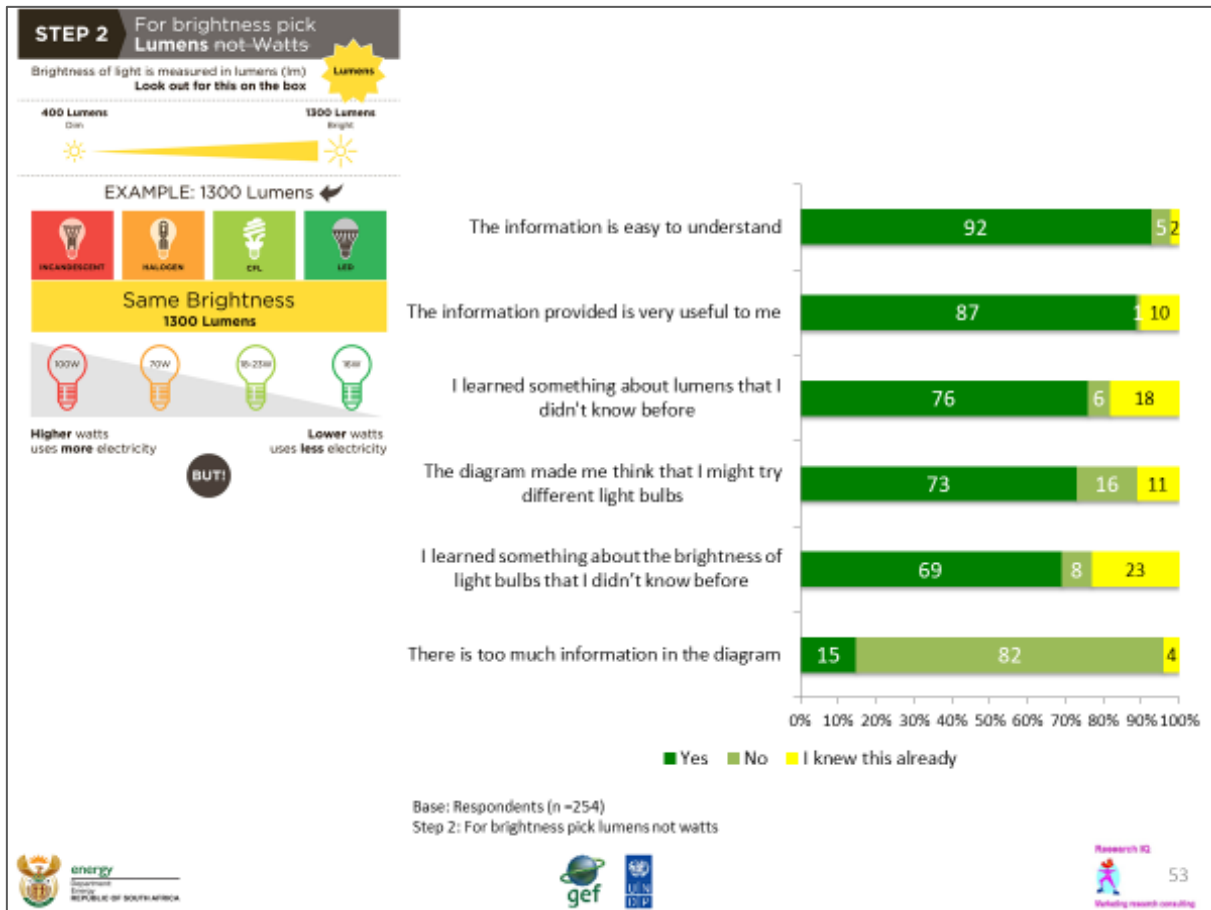 STEP 2
For brightness pick
Lumens not Watts
Brightness of light is measured in lumens (lm)
Look out for this on the box
Lumens
400 Lumens
Dim
1300 Lumens
Bright
EXAMPLE: 1300 Lumens
INCANDESCENT
HALOGEN
CFL
LED
Same Brightness
1300 Lumens
100W
70W
18-23W
16W
Higher watts
uses more electricity
Lower watts
uses less electricity
BUT!
The information is easy to understand
92
5
2
The information provided is very useful to me
87
1
10
I learned something about lumens that I
didn't know before
76
6
18
The diagram made me think that I might try
different light bulbs
73
16
11
I learned something about the brightness of
light bulbs that I didn't know before
69
8
23
There is too much information in the diagram
15
82
4
0% 10% 20% 30% 40% 50% 60% 70% 80% 90% 100%
Yes No I knew this already
Base: Respondents (n =254)
Step 2: For brightness pick lumens not watts
energy
Department
Energy
REPUBLIC OF SOUTH AFRICA
gef
U N
D P
Research IQ
Marketing research consulting
53